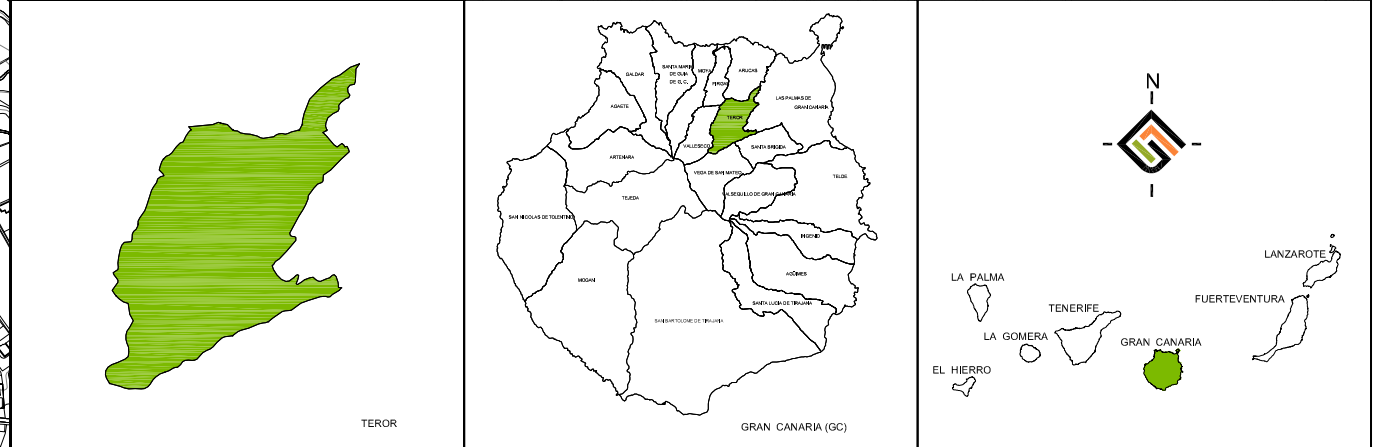 TEROR
GALDAR
SANTA MARIA
DE GUIA
DE G.C.
MOYA
FIRGAS
ARUCAS
LAS PALMAS DE
GRAN CANARIA
AGAETE
TEROR
VALLESECO
SANTA BRIGIDA
ARTENARA
VEGA DE SAN MATEO
TELDE
TEJEDA
VALSEQUILLO DE GRAN CANARIA
SAN NICOLAS DE TOLENTINO
INGENIO
MOGAN
AGÜIMES
SANTA LUCIA DE TIRAJANA
SAN BARTOLOME DE TIRAJANA
GRAN CANARIA (GC)
N
LANZAROTE
LA PALMA
FUERTEVENTURA
TENERIFE
LA GOMERA
GRAN CANARIA
EL HIERRO